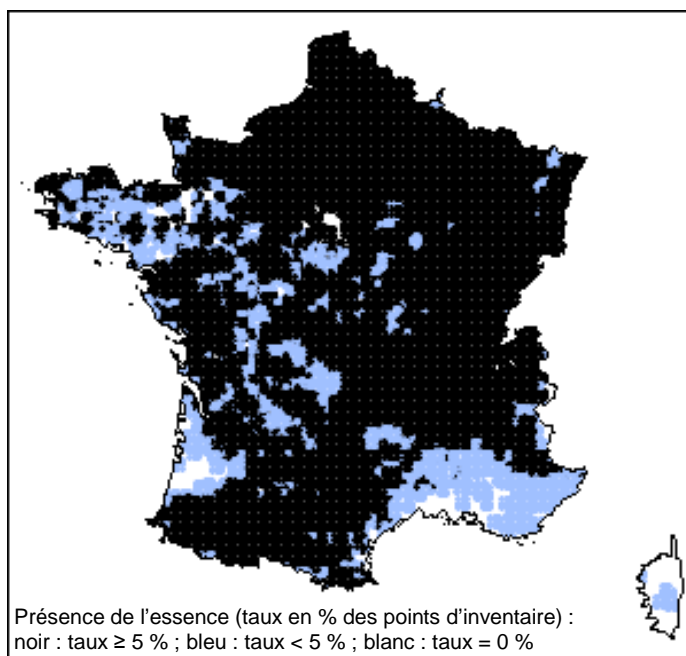 Présence de l’essence (taux en % des points d’inventaire) :
noir : taux ≥ 5 % ; bleu : taux < 5 % ; blanc : taux = 0 %